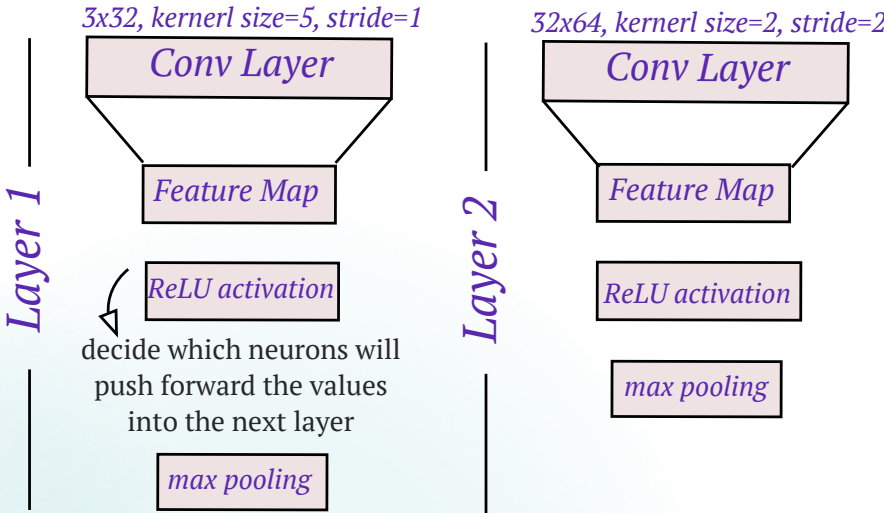 3x32, kernerl size=5, stride=1
Conv Layer
Feature Map
ReLU activation
decide which neurons will
push forward the values
into the next layer
max pooling
Layer 1
32x64, kernerl size=2, stride=2
Conv Layer
Feature Map
ReLU activation
max pooling
Layer 2